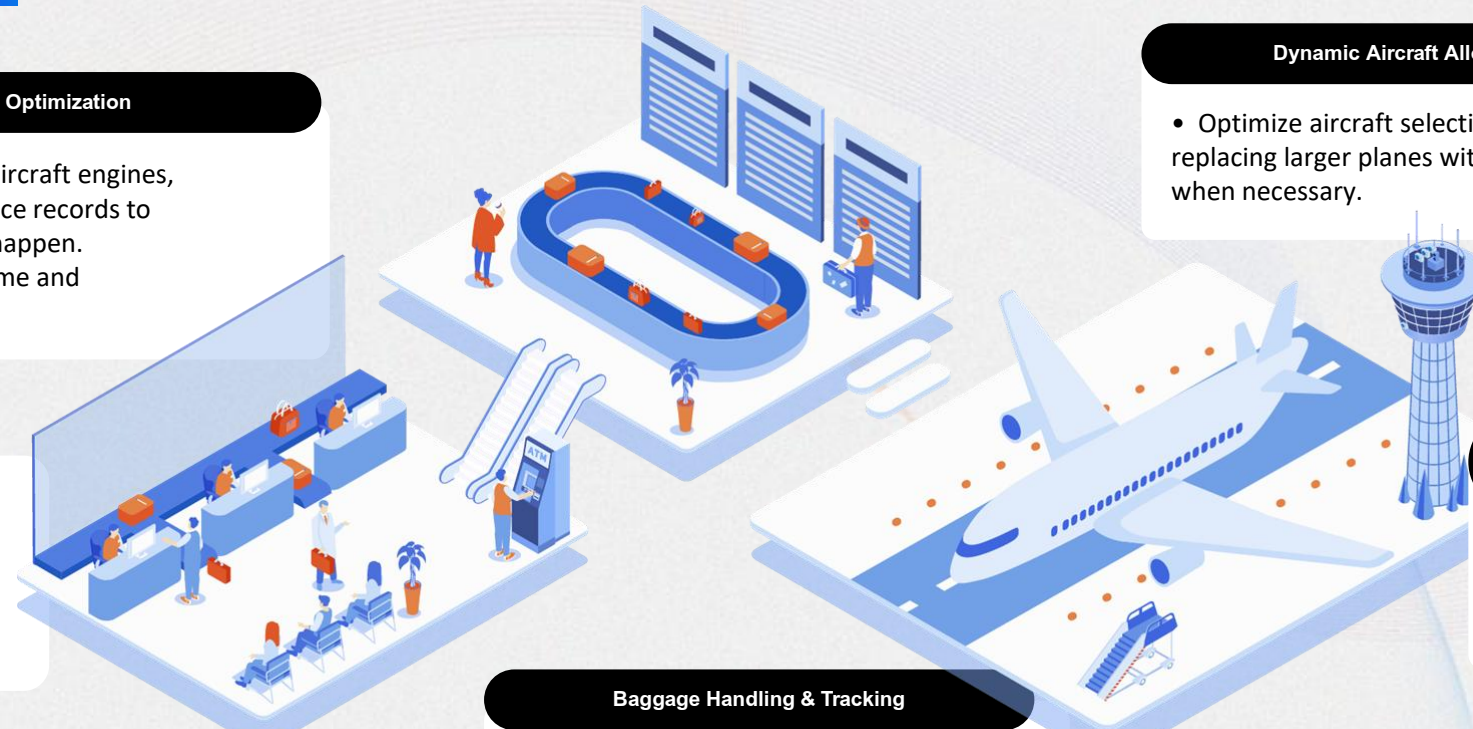 Optimization
ircraft engines,
ce records to
appen.
me and
Dynamic Aircraft All
• Optimize aircraft selecti
replacing larger planes wit
when necessary.
ATM
Baggage Handling & Tracking